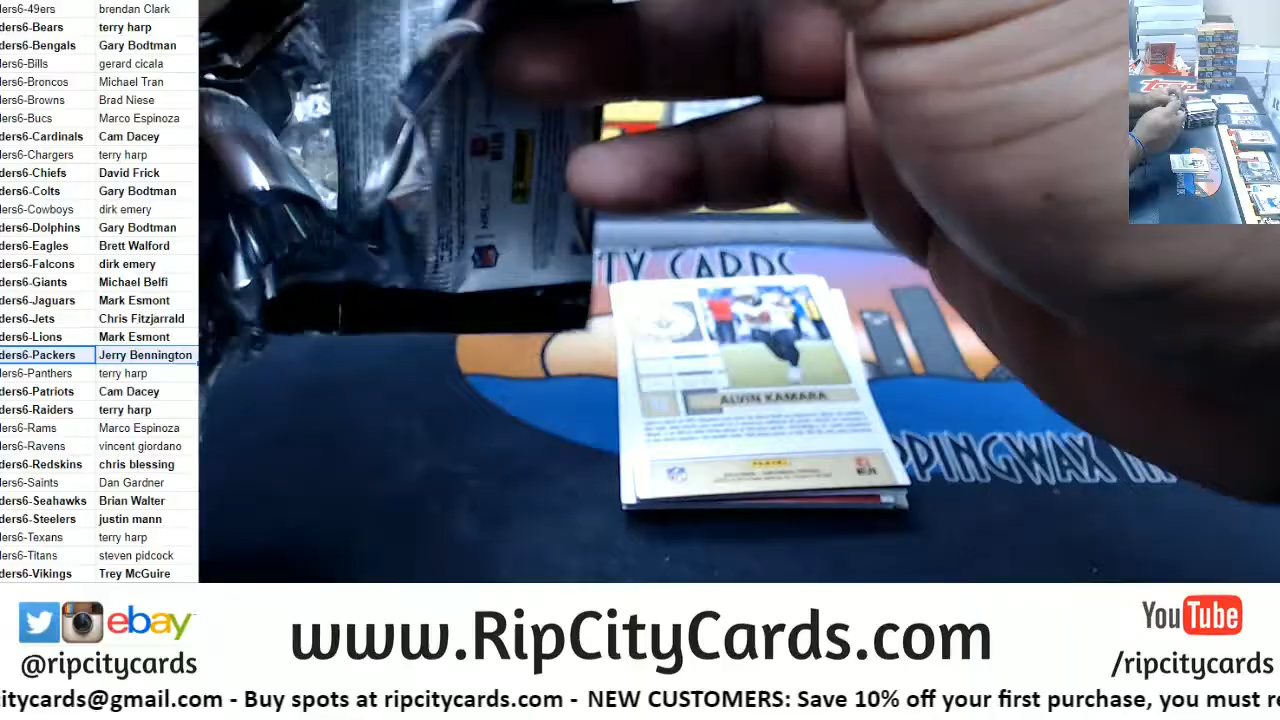 ders6-49ers brendan Clark
ders6-Bears terry harp
ders6-Bengals Gary Bodtman
ders6-Bills gerard cicala
ders6-Broncos Michael Tran
ders6-Browns Brad Niese
ders6-Bucs Marco Espinoza
ders6-Cardinals Cam Dacey
ders6-Chargers terry harp
ders6-Chiefs David Frick
ders6-Colts Gary Bodtman
ders6-Cowboys dirk emery
ders6-Dolphins Gary Bodtman
ders6-Eagles Brett Walford
ders6-Falcons dirk emery
ders6-Giants Michael Belfi
ders6-Jaguars Mark Esmont
ders6-Jets Chris Fitzjarrald
ders6-Lions Mark Esmont
ders6-Packers Jerry Bennington
ders6-Panthers terry harp
ders6-Patriots Cam Dacey
ders6-Raiders terry harp
ders6-Rams Marco Espinoza
ders6-Ravens vincent giordano
ders6-Redskins chris blessing
ders6-Saints Dan Gardner
ders6-Seahawks Brian Walter
ders6-Steelers justin mann
ders6-Texans terry harp
ders6-Titans steven pidcock
ders6-Vikings Trey McGuire
TY CARDS
ALVIN KAMARA
PANINI
PPINGWAX
Topps
ebay
@ripcitycards
www.RipCityCards.com
YouTube
/ripcitycards
citycards@gmail.com - Buy spots at ripcitycards.com - NEW CUSTOMERS: Save 10% off your first purchase, you must re